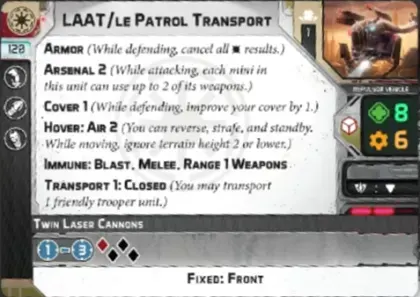 LAAT/LE PATROL TRANSPORT
1
120
ARMOR (While defending, cancel all results.)
ARSENAL 2 (While attacking, each mini in
this unit can use up to 2 of its weapons.)
COVER 1 (While defending, improve your cover by 1.)
HOVER: AIR 2 (You can reverse, strafe, and standby.
While moving, ignore terrain height 2 or lower.)
IMMUNE: BLAST, MELEE, RANGE 1 WEAPONS
TRANSPORT 1: CLOSED (You may transport
1 friendly trooper unit.)
REPULSOR VEHICLE
8
6
TWIN LASER CANNONS
1 3
FIXED: FRONT